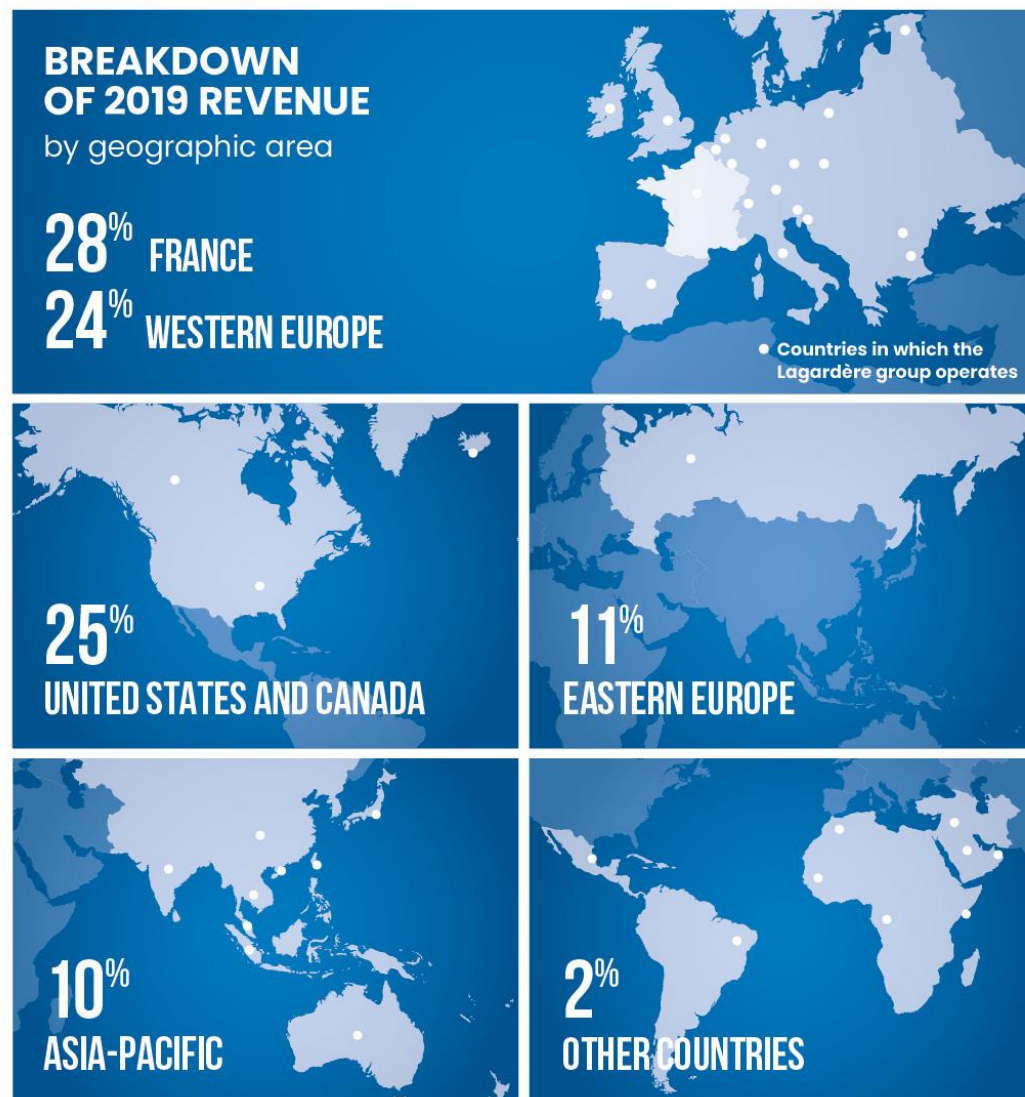 BREAKDOWN
OF 2019 REVENUE
by geographic area
28% FRANCE
24% WESTERN EUROPE
Countries in which the
Lagardère group operates
25%
UNITED STATES AND CANADA
11%
EASTERN EUROPE
10%
ASIA-PACIFIC
2%
OTHER COUNTRIES